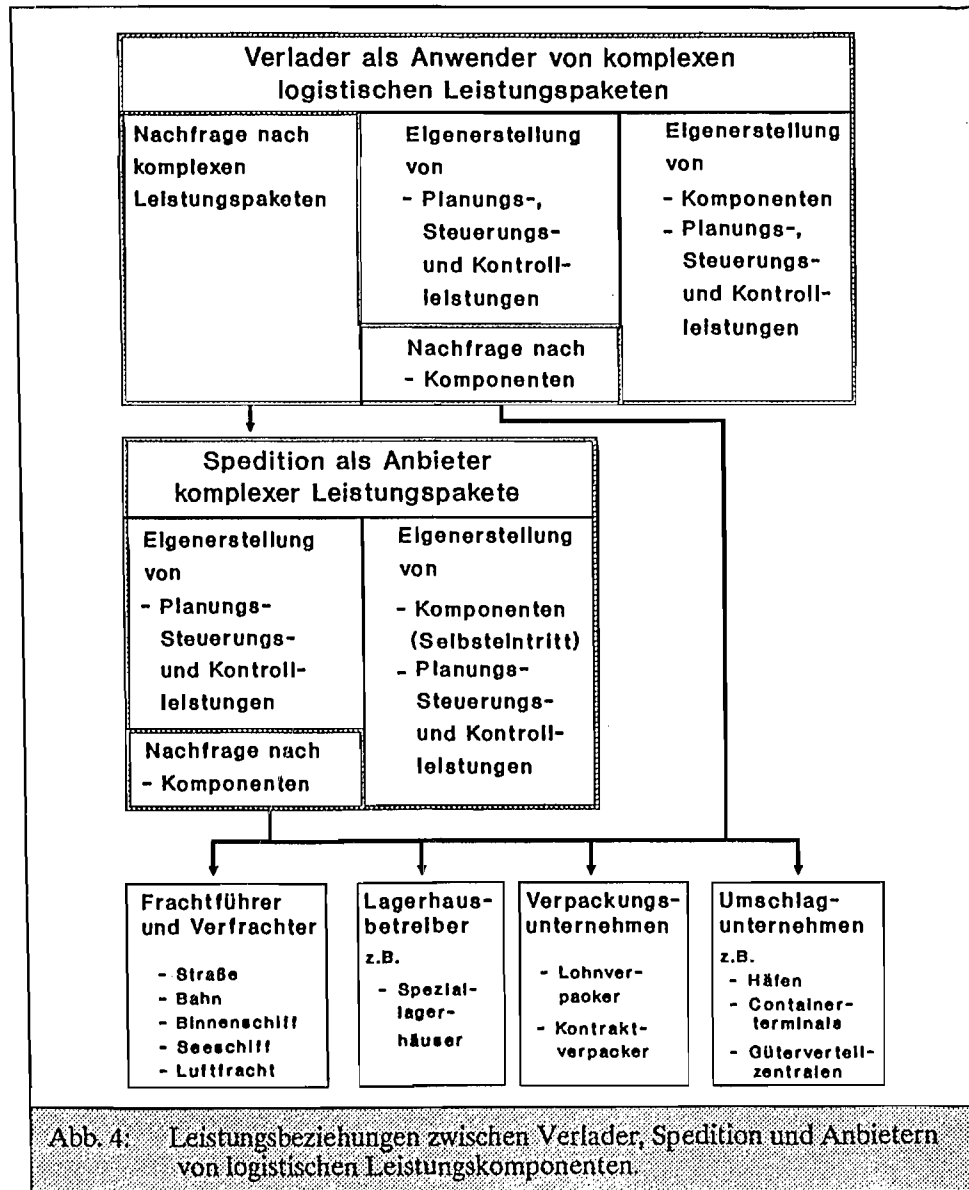 Verlader als Anwender von komplexen
logistischen Leistungspaketen
Nachfrage nach
komplexen
Leistungspaketen
Eigenerstellung
von
- Planungs-,
Steuerungs-
und Kontroll-
leistungen
Nachfrage nach
- Komponenten
Eigenerstellung
von
- Komponenten
- Planungs-,
Steuerungs-
und Kontroll-
leistungen
Spedition als Anbieter
komplexer Leistungspakete
Eigenerstellung
von
- Planungs-
Steuerungs-
und Kontroll-
leistungen
Nachfrage nach
- Komponenten
Eigenerstellung
von
- Komponenten
(Selbsteintritt)
- Planungs-
Steuerungs-
und Kontroll-
leistungen
Frachtführer
und Verfrachter
- Straße
- Bahn
- Binnenschiff
- Seeschiff
- Luftfracht
Lagerhaus-
betreiber
z.B.
- Spezial-
lager-
häuser
Verpackungs-
unternehmen
- Lohnver-
packer
- Kontrakt-
verpacker
Umschlag-
unternehmen
z.B.
- Häfen
- Container-
terminals
- Güterverteil-
zentralen
Abb. 4: Leistungsbeziehungen zwischen Verlader, Spedition und Anbietern
von logistischen Leistungskomponenten.